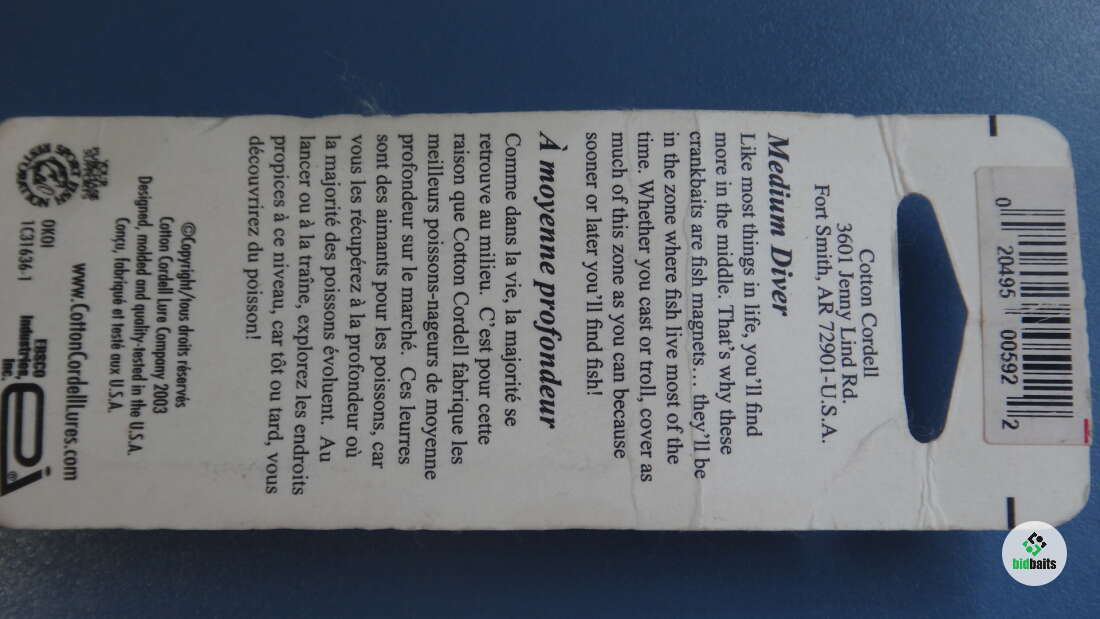 0 20495 00592 2
Cotton Cordell
3601 Jenny Lind Rd.
Fort Smith, AR 72901-U.S.A.
Medium Diver
Like most things in life, you’ll find
more in the middle. That’s why these
crankbaits are fish magnets… they’ll be
in the zone where fish live most of the
time. Whether you cast or troll, cover as
much of this zone as you can because
sooner or later you’ll find fish!
À moyenne profondeur
Comme dans la vie, la majorité se
retrouve au milieu. C’est pour cette
raison que Cotton Cordell fabrique les
meilleurs poissons-nageurs de moyenne
profondeur sur le marché. Ces leurres
sont des aimants pour les poissons, car
vous les récupérez à la profondeur où
la majorité des poissons évoluent. Au
lancer ou à la traîne, explorez les endroits
propices à ce niveau, car tôt ou tard, vous
découvrirez du poisson!
©Copyright/tous droits réservés
Cotton Cordell Lure Company 2003
Designed, molded and quality-tested in the U.S.A.
Conçu, fabriqué et testé aux U.S.A.
www.CottonCordellLures.com
OK01
1C31636-1
EBSCO
Industries,
Inc.
®
bidbaits